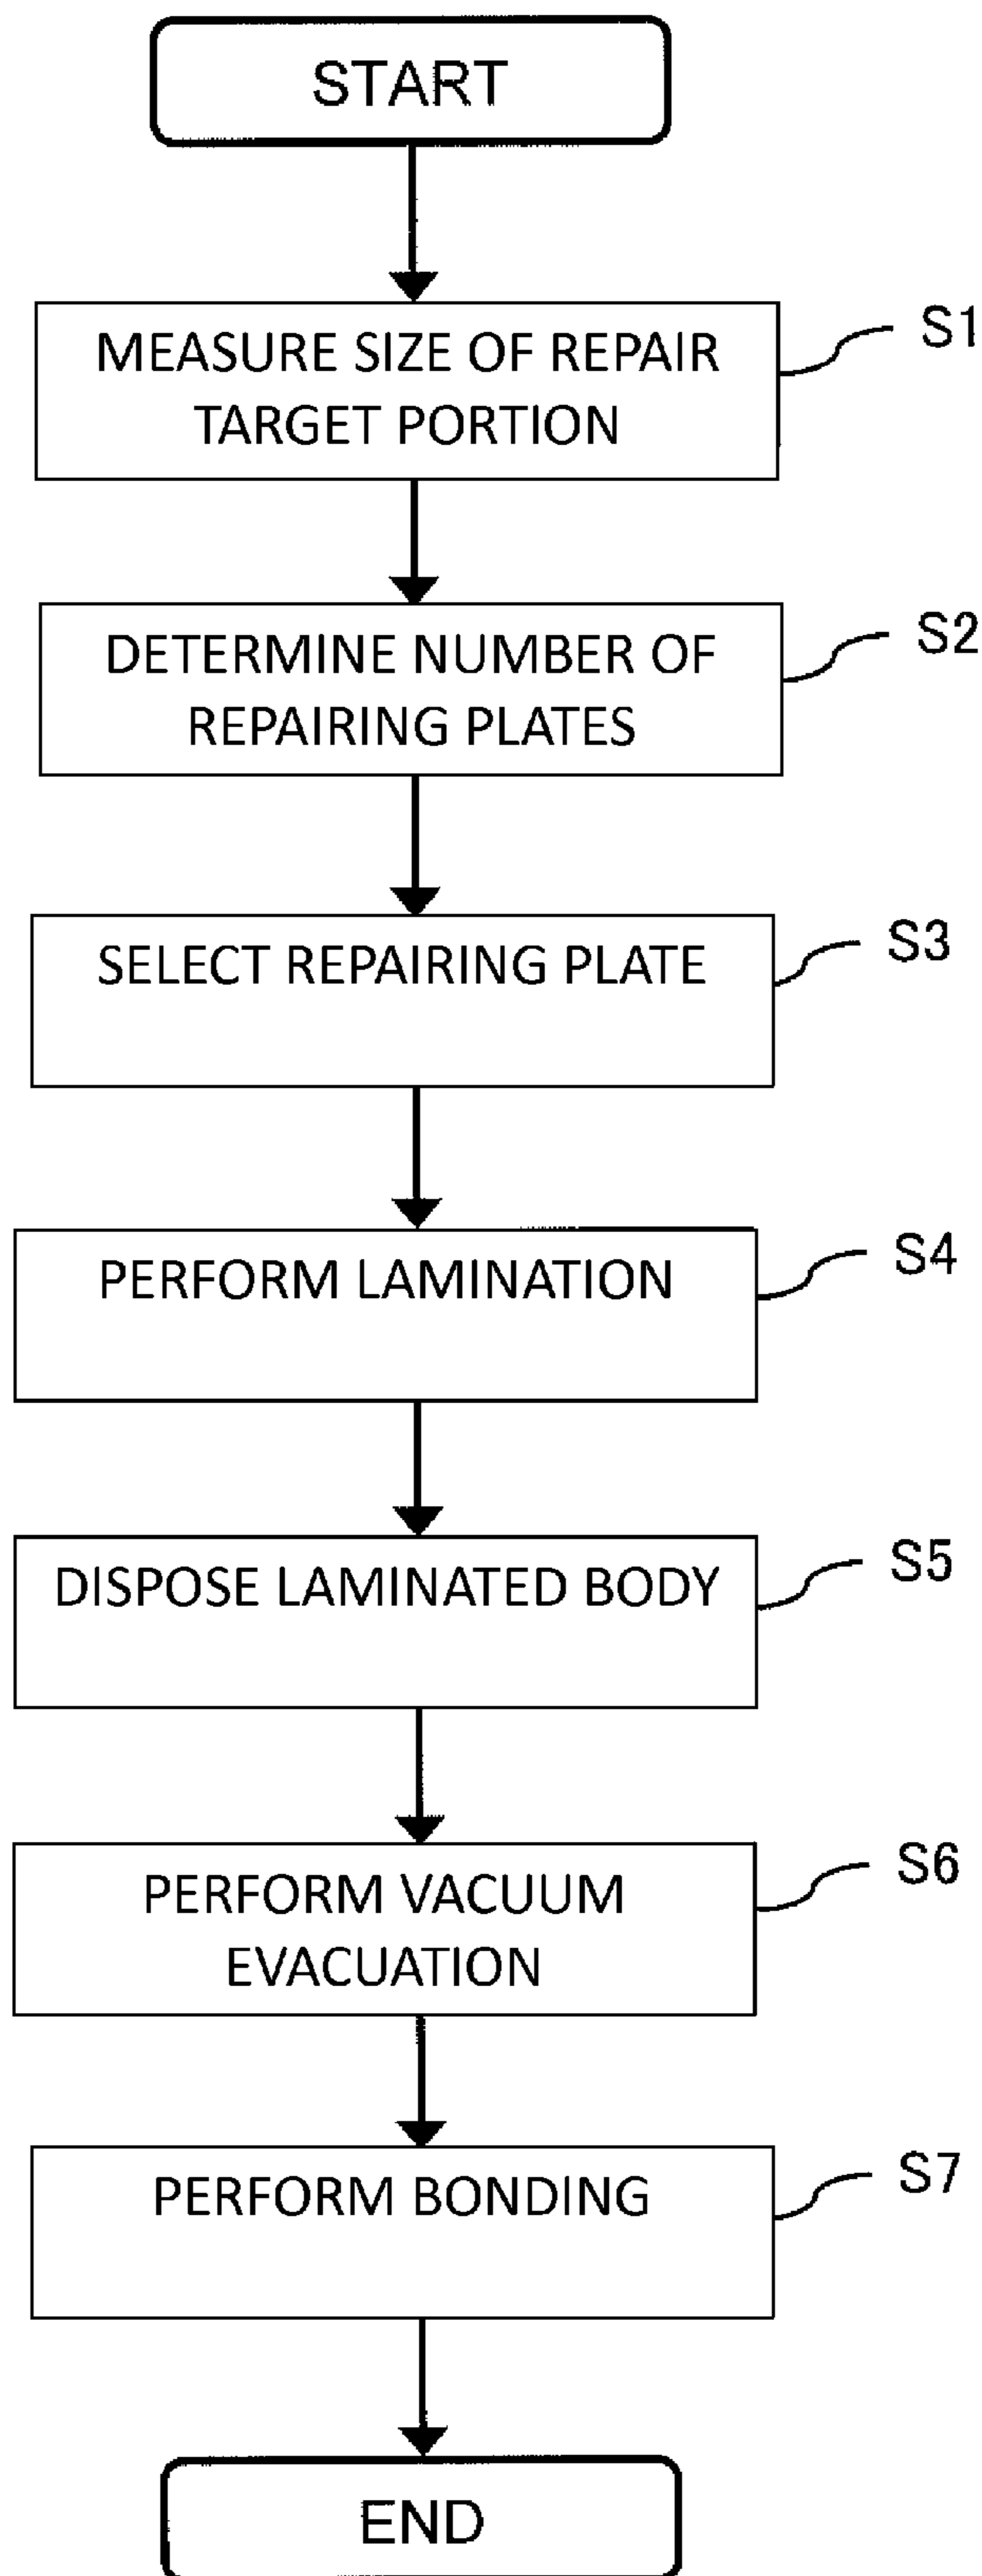 START
MEASURE SIZE OF REPAIR
TARGET PORTION
S1
DETERMINE NUMBER OF
REPAIRING PLATES
S2
SELECT REPAIRING PLATE
S3
PERFORM LAMINATION
S4
DISPOSE LAMINATED BODY
S5
PERFORM VACUUM
EVACUATION
S6
PERFORM BONDING
S7
END